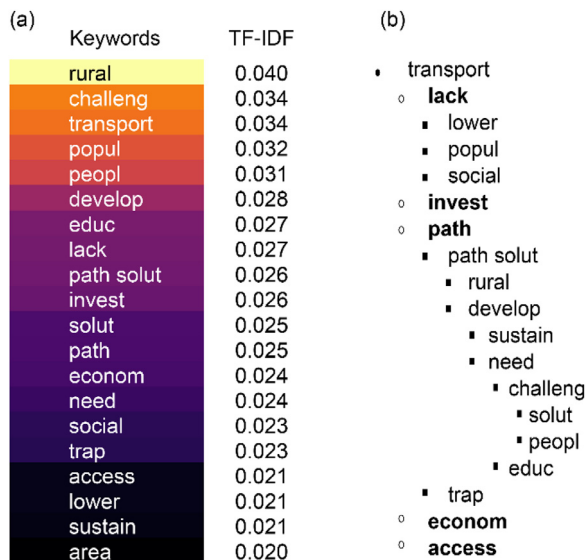 (a)
Keywords TF-IDF
rural 0.040
challeng 0.034
transport 0.034
popul 0.032
peopl 0.031
develop 0.028
educ 0.027
lack 0.027
path solut 0.026
invest 0.026
solut 0.025
path 0.025
econom 0.024
need 0.024
social 0.023
trap 0.023
access 0.021
lower 0.021
sustain 0.021
area 0.020
(b)
transport
lack
lower
popul
social
invest
path
path solut
rural
develop
sustain
need
challeng
solut
peopl
educ
trap
econom
access